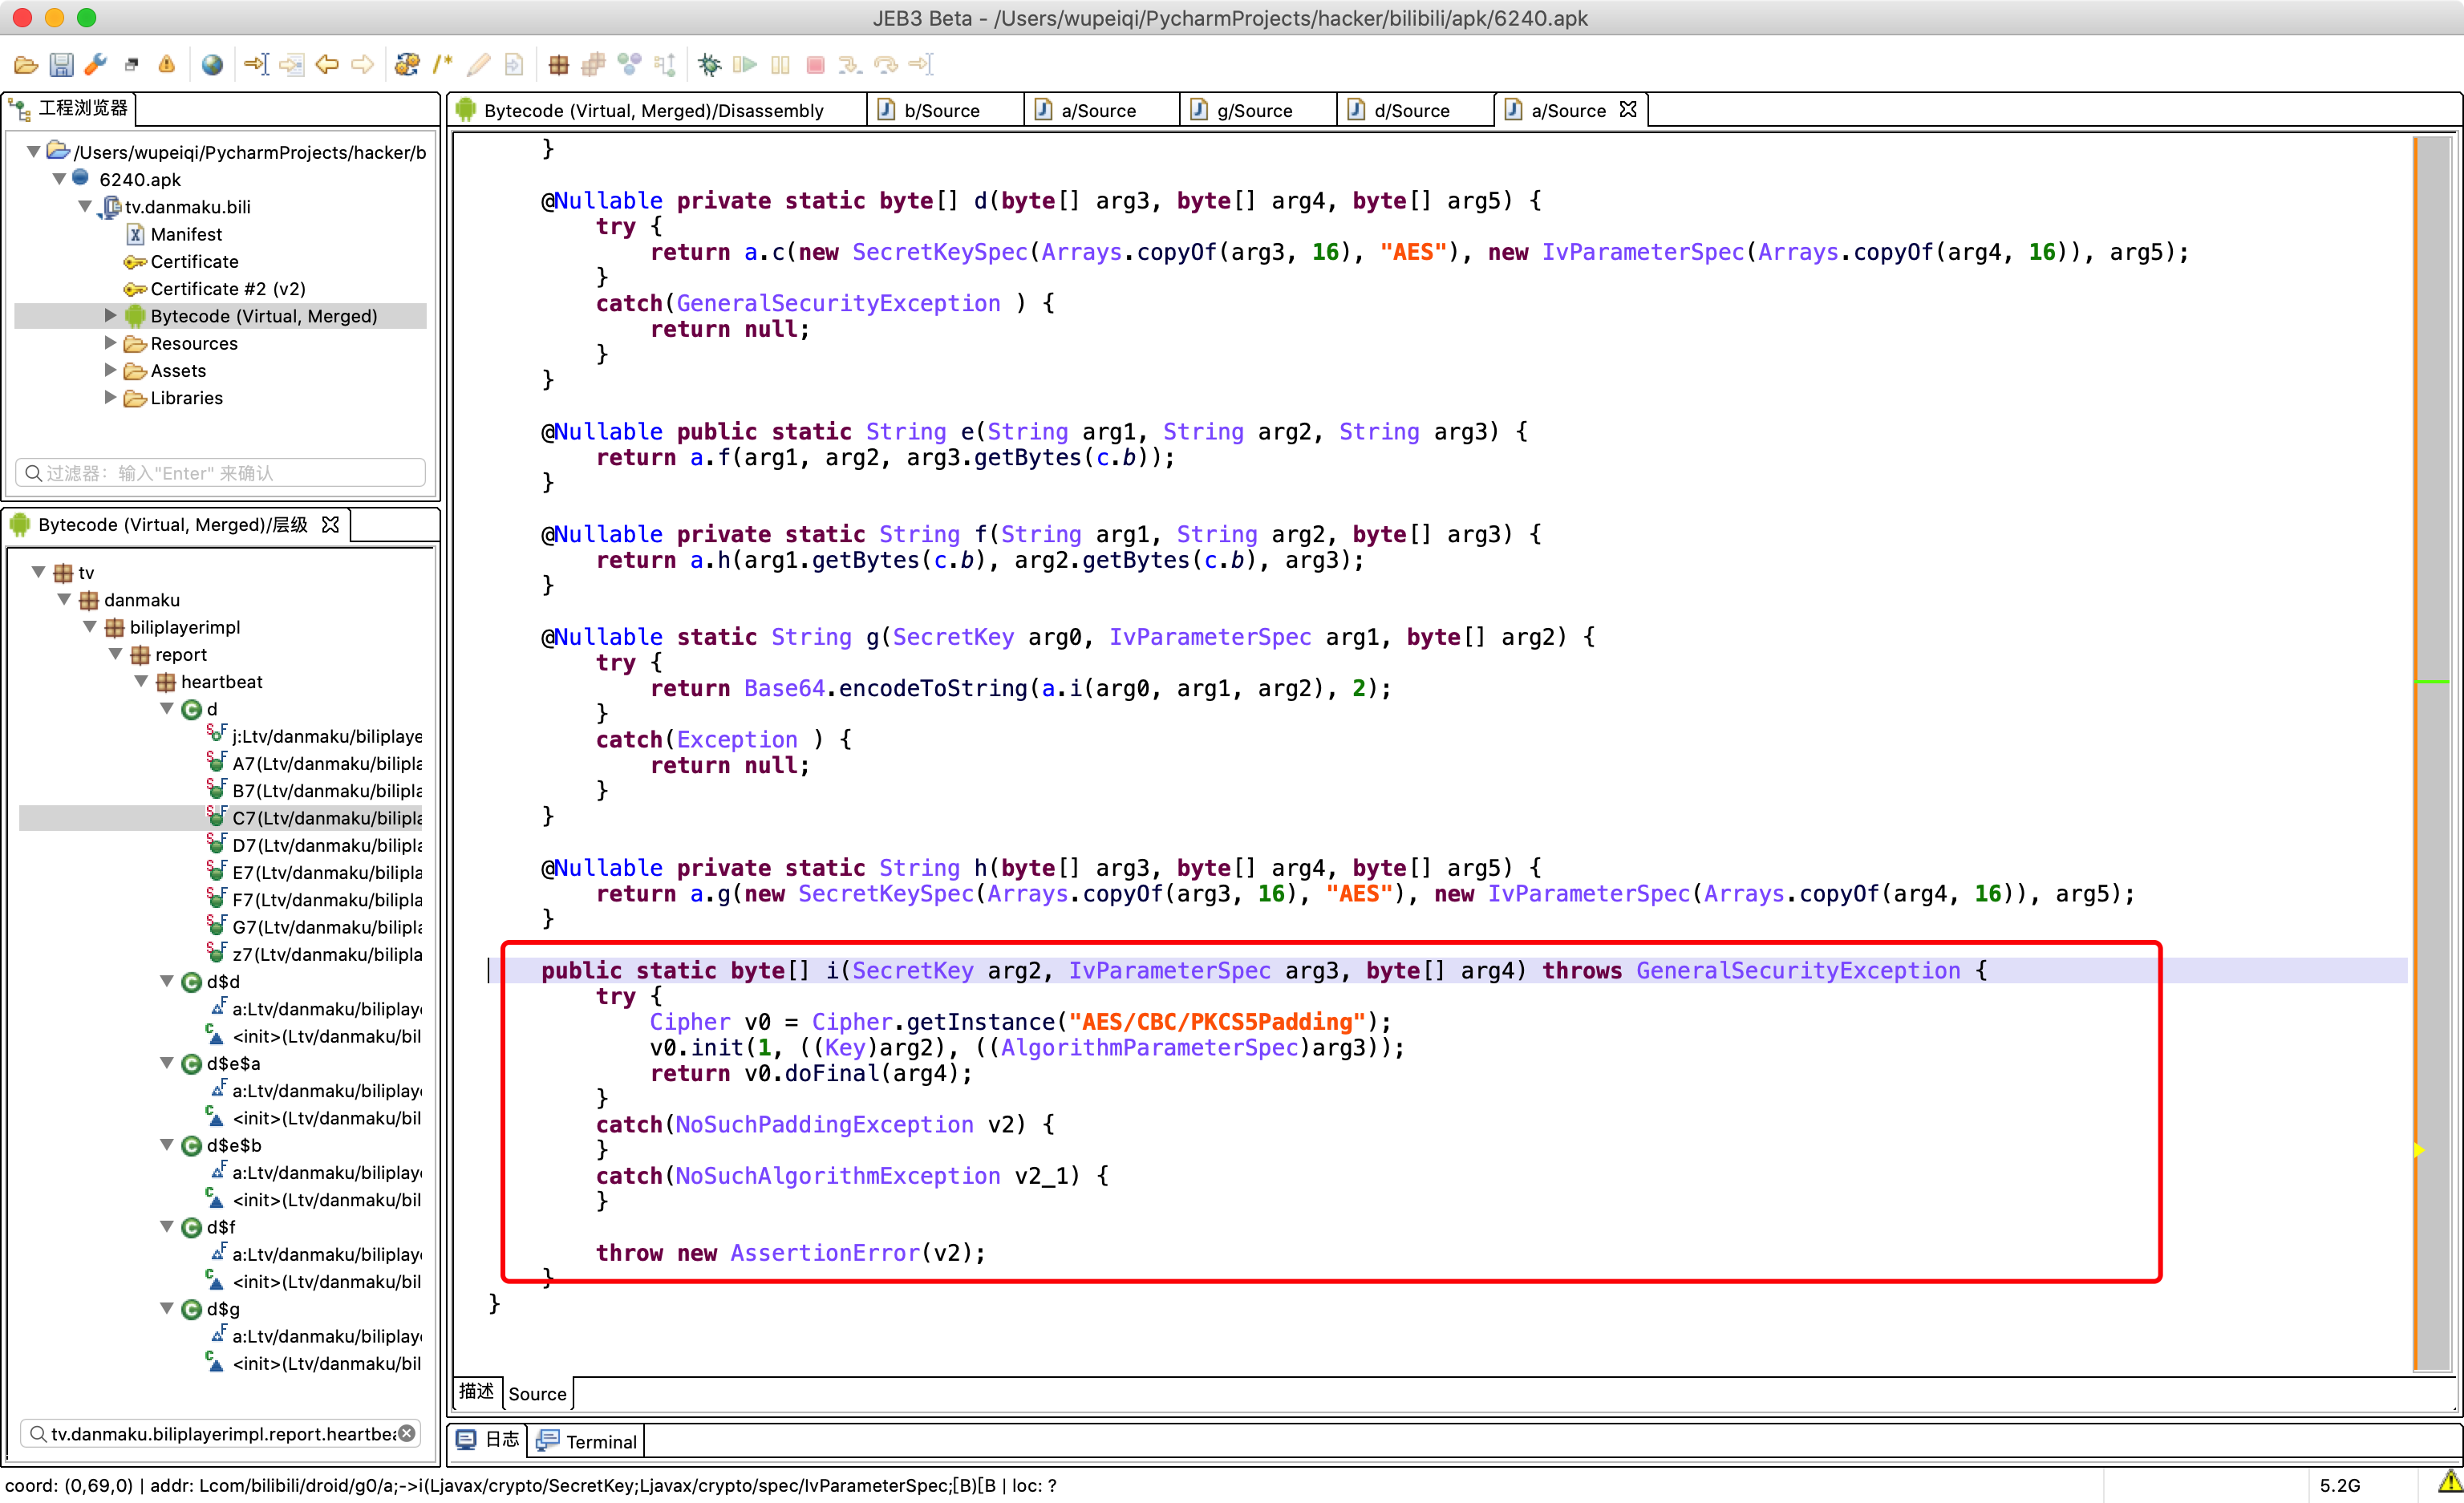 JEB3 Beta - /Users/wupeiqi/PycharmProjects/hacker/bilibili/apk/6240.apk
工程浏览器
/Users/wupeiqi/PycharmProjects/hacker/b
6240.apk
tv.danmaku.bili
Manifest
Certificate
Certificate #2 (v2)
Bytecode (Virtual, Merged)
Resources
Assets
Libraries
过滤器：输入"Enter" 来确认
Bytecode (Virtual, Merged)/层级
tv
danmaku
biliplayerimpl
report
heartbeat
d
j:Ltv/danmaku/biliplaye
A7(Ltv/danmaku/bilipla
B7(Ltv/danmaku/bilipla
C7(Ltv/danmaku/bilipla
D7(Ltv/danmaku/bilipla
E7(Ltv/danmaku/bilipla
F7(Ltv/danmaku/bilipla
G7(Ltv/danmaku/bilipla
z7(Ltv/danmaku/bilipla
d$d
a:Ltv/danmaku/biliplaye
<init>(Ltv/danmaku/bil
d$e$a
a:Ltv/danmaku/biliplaye
<init>(Ltv/danmaku/bil
d$e$b
a:Ltv/danmaku/biliplaye
<init>(Ltv/danmaku/bil
d$f
a:Ltv/danmaku/biliplaye
<init>(Ltv/danmaku/bil
d$g
a:Ltv/danmaku/biliplaye
<init>(Ltv/danmaku/bil
tv.danmaku.biliplayerimpl.report.heartbea
Bytecode (Virtual, Merged)/Disassembly
b/Source
a/Source
g/Source
d/Source
a/Source
}
@Nullable private static byte[] d(byte[] arg3, byte[] arg4, byte[] arg5) {
try {
return a.c(new SecretKeySpec(Arrays.copyOf(arg3, 16), "AES"), new IvParameterSpec(Arrays.copyOf(arg4, 16)), arg5);
}
catch(GeneralSecurityException ) {
return null;
}
}
@Nullable public static String e(String arg1, String arg2, String arg3) {
return a.f(arg1, arg2, arg3.getBytes(c.b));
}
@Nullable private static String f(String arg1, String arg2, byte[] arg3) {
return a.h(arg1.getBytes(c.b), arg2.getBytes(c.b), arg3);
}
@Nullable static String g(SecretKey arg0, IvParameterSpec arg1, byte[] arg2) {
try {
return Base64.encodeToString(a.i(arg0, arg1, arg2), 2);
}
catch(Exception ) {
return null;
}
}
@Nullable private static String h(byte[] arg3, byte[] arg4, byte[] arg5) {
return a.g(new SecretKeySpec(Arrays.copyOf(arg3, 16), "AES"), new IvParameterSpec(Arrays.copyOf(arg4, 16)), arg5);
}
public static byte[] i(SecretKey arg2, IvParameterSpec arg3, byte[] arg4) throws GeneralSecurityException {
try {
Cipher v0 = Cipher.getInstance("AES/CBC/PKCS5Padding");
v0.init(1, ((Key)arg2), ((AlgorithmParameterSpec)arg3));
return v0.doFinal(arg4);
}
catch(NoSuchPaddingException v2) {
}
catch(NoSuchAlgorithmException v2_1) {
}
throw new AssertionError(v2);
}
}
描述
Source
日志
Terminal
coord: (0,69,0) | addr: Lcom/bilibili/droid/g0/a;->i(Ljavax/crypto/SecretKey;Ljavax/crypto/spec/IvParameterSpec;[B)[B | loc: ?
5.2G